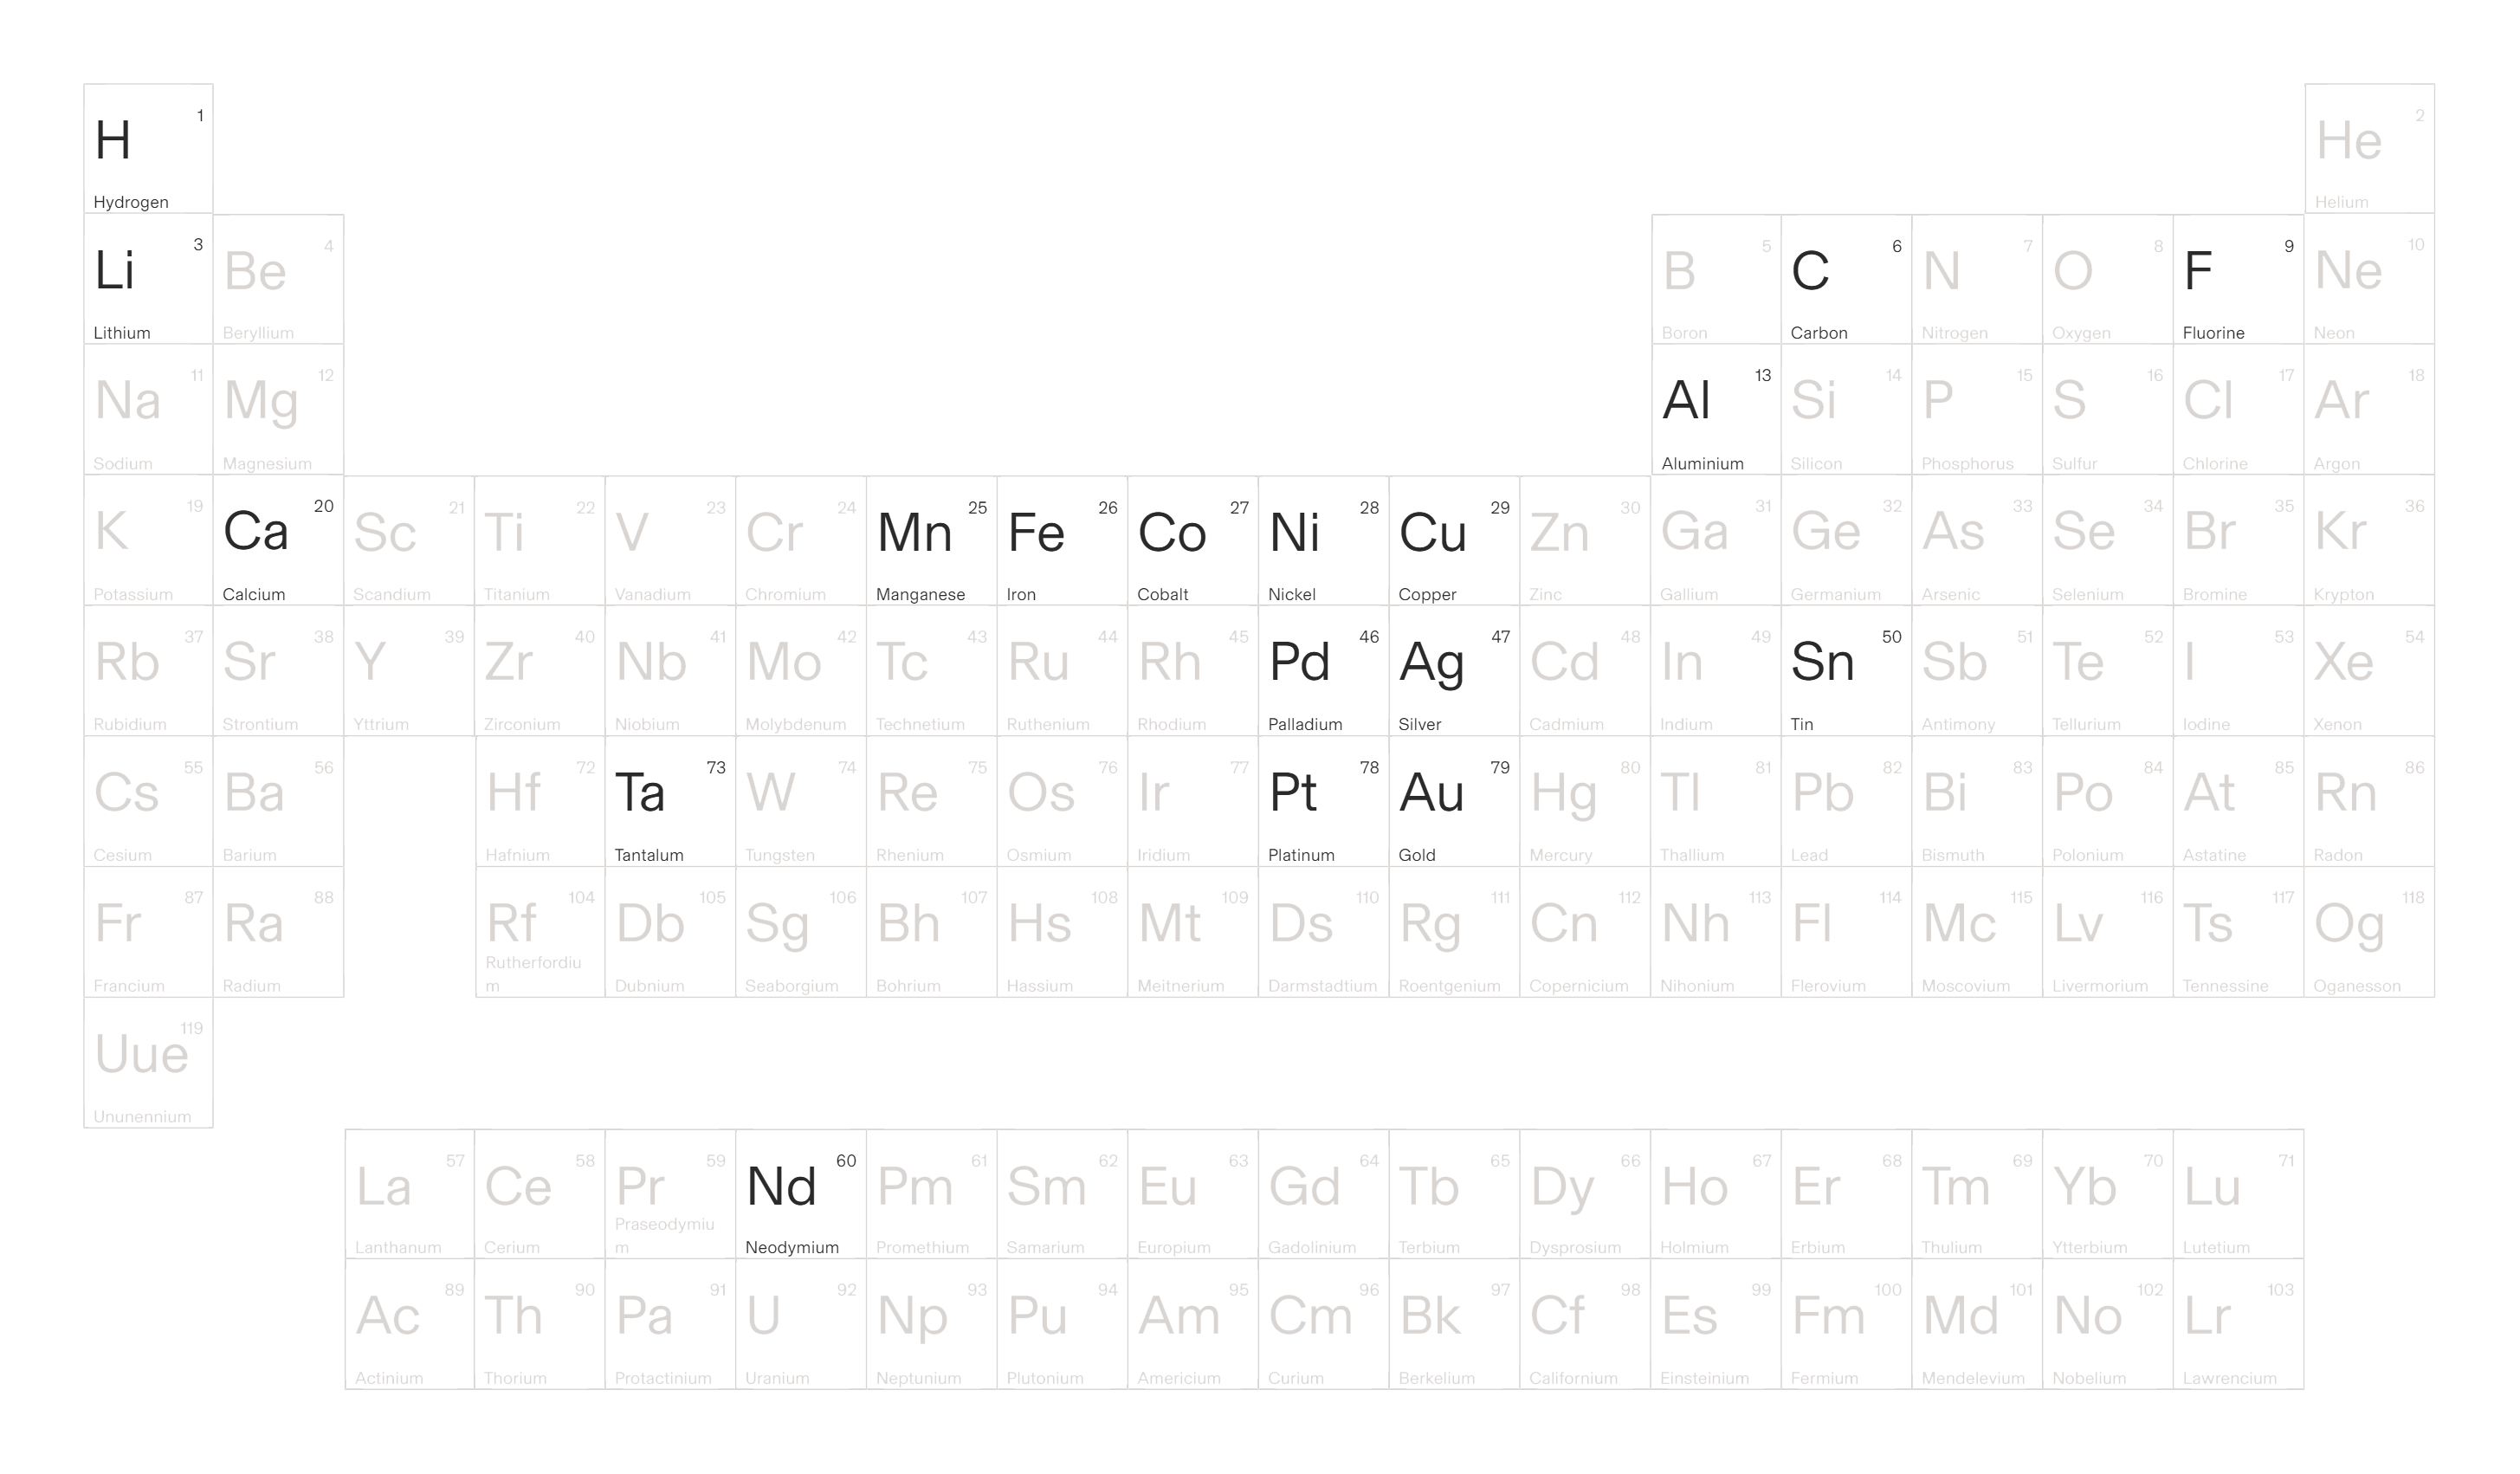 H 1
Hydrogen
He 2
Helium
Li 3
Lithium
Be 4
Beryllium
B 5
Boron
C 6
Carbon
N 7
Nitrogen
O 8
Oxygen
F 9
Fluorine
Ne 10
Neon
Na 11
Sodium
Mg 12
Magnesium
Al 13
Aluminium
Si 14
Silicon
P 15
Phosphorus
S 16
Sulfur
Cl 17
Chlorine
Ar 18
Argon
K 19
Potassium
Ca 20
Calcium
Sc 21
Scandium
Ti 22
Titanium
V 23
Vanadium
Cr 24
Chromium
Mn 25
Manganese
Fe 26
Iron
Co 27
Cobalt
Ni 28
Nickel
Cu 29
Copper
Zn 30
Zinc
Ga 31
Gallium
Ge 32
Germanium
As 33
Arsenic
Se 34
Selenium
Br 35
Bromine
Kr 36
Krypton
Rb 37
Rubidium
Sr 38
Strontium
Y 39
Yttrium
Zr 40
Zirconium
Nb 41
Niobium
Mo 42
Molybdenum
Tc 43
Technetium
Ru 44
Ruthenium
Rh 45
Rhodium
Pd 46
Palladium
Ag 47
Silver
Cd 48
Cadmium
In 49
Indium
Sn 50
Tin
Sb 51
Antimony
Te 52
Tellurium
I 53
Iodine
Xe 54
Xenon
Cs 55
Cesium
Ba 56
Barium
Hf 72
Hafnium
Ta 73
Tantalum
W 74
Tungsten
Re 75
Rhenium
Os 76
Osmium
Ir 77
Iridium
Pt 78
Platinum
Au 79
Gold
Hg 80
Mercury
Tl 81
Thallium
Pb 82
Lead
Bi 83
Bismuth
Po 84
Polonium
At 85
Astatine
Rn 86
Radon
Fr 87
Francium
Ra 88
Radium
Rf 104
Rutherfordiu
m
Db 105
Dubnium
Sg 106
Seaborgium
Bh 107
Bohrium
Hs 108
Hassium
Mt 109
Meitnerium
Ds 110
Darmstadtium
Rg 111
Roentgenium
Cn 112
Copernicium
Nh 113
Nihonium
Fl 114
Flerovium
Mc 115
Moscovium
Lv 116
Livermorium
Ts 117
Tennessine
Og 118
Oganesson
Uue 119
Ununennium
La 57
Lanthanum
Ce 58
Cerium
Pr 59
Praseodymiu
m
Nd 60
Neodymium
Pm 61
Promethium
Sm 62
Samarium
Eu 63
Europium
Gd 64
Gadolinium
Tb 65
Terbium
Dy 66
Dysprosium
Ho 67
Holmium
Er 68
Erbium
Tm 69
Thulium
Yb 70
Ytterbium
Lu 71
Lutetium
Ac 89
Actinium
Th 90
Thorium
Pa 91
Protactinium
U 92
Uranium
Np 93
Neptunium
Pu 94
Plutonium
Am 95
Americium
Cm 96
Curium
Bk 97
Berkelium
Cf 98
Californium
Es 99
Einsteinium
Fm 100
Fermium
Md 101
Mendelevium
No 102
Nobelium
Lr 103
Lawrencium